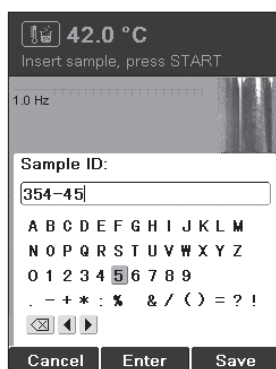 42.0 °C
Insert sample, press START
1.0 Hz
Sample ID:
354-45
A B C D E F G H I J K L M
N O P Q R S T U V W X Y Z
0 1 2 3 4 5 6 7 8 9
. - + * : % & / ( ) = ? !
Cancel Enter Save